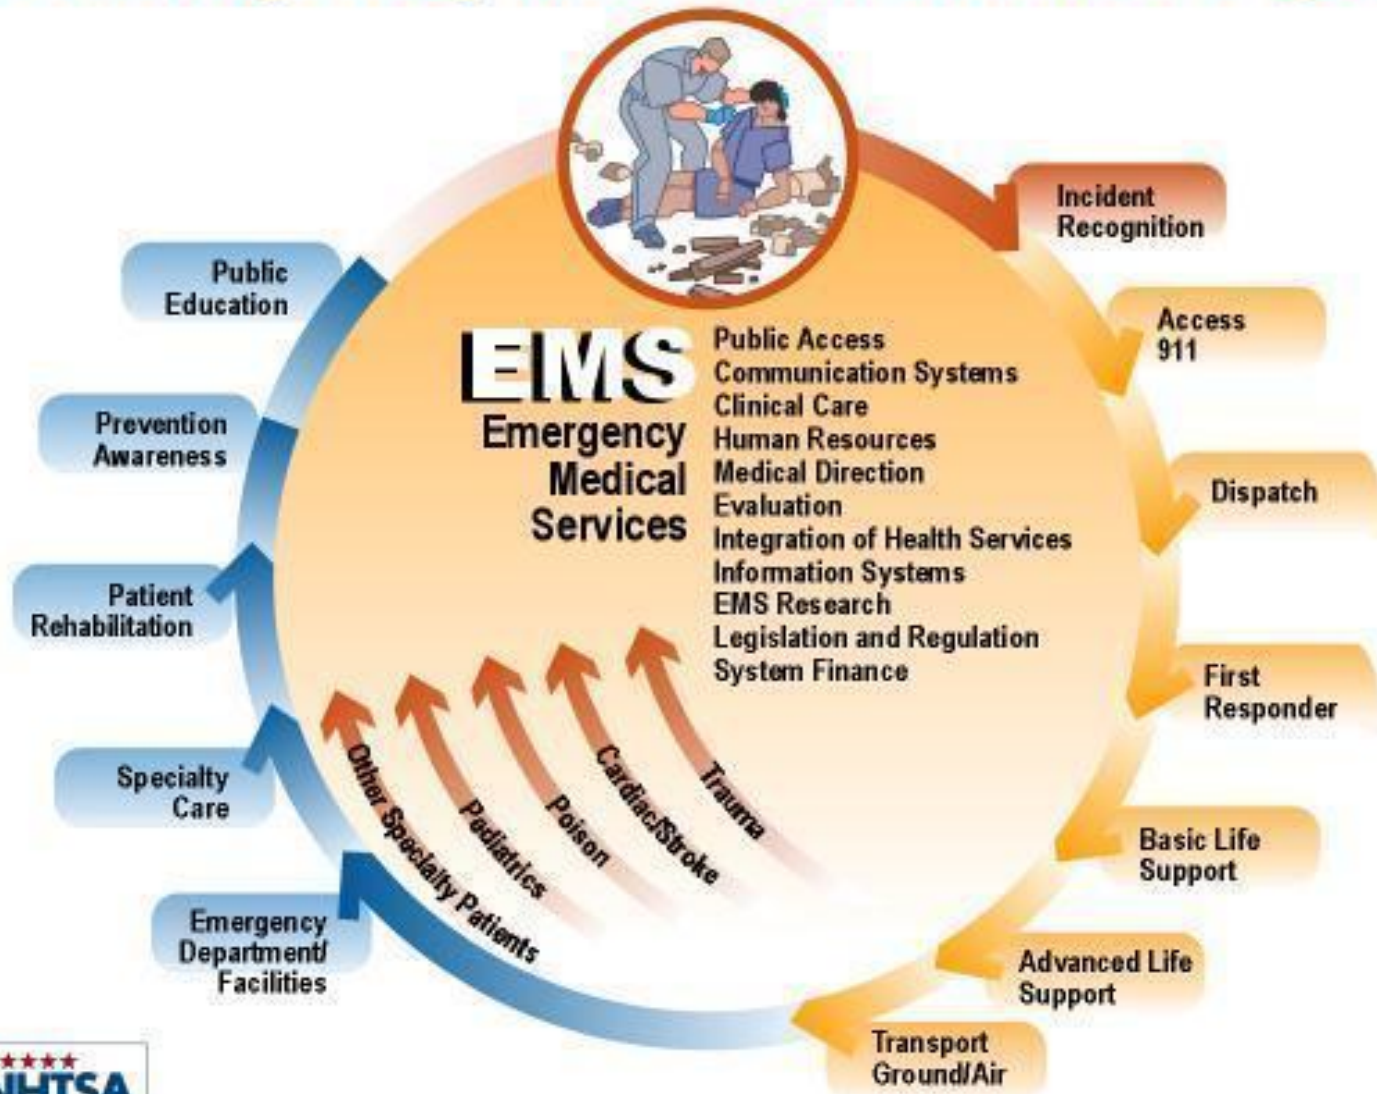 Incident
Recognition
Access
911
Dispatch
First
Responder
Basic Life
Support
Advanced Life
Support
Transport
Ground/Air
Emergency
Department/
Facilities
Specialty
Care
Patient
Rehabilitation
Prevention
Awareness
Public
Education
EMS
Emergency
Medical
Services
Public Access
Communication Systems
Clinical Care
Human Resources
Medical Direction
Evaluation
Integration of Health Services
Information Systems
EMS Research
Legislation and Regulation
System Finance
Other Specialty Patients
Pediatrics
Poison
Cardiac/Stroke
Trauma
NHTSA